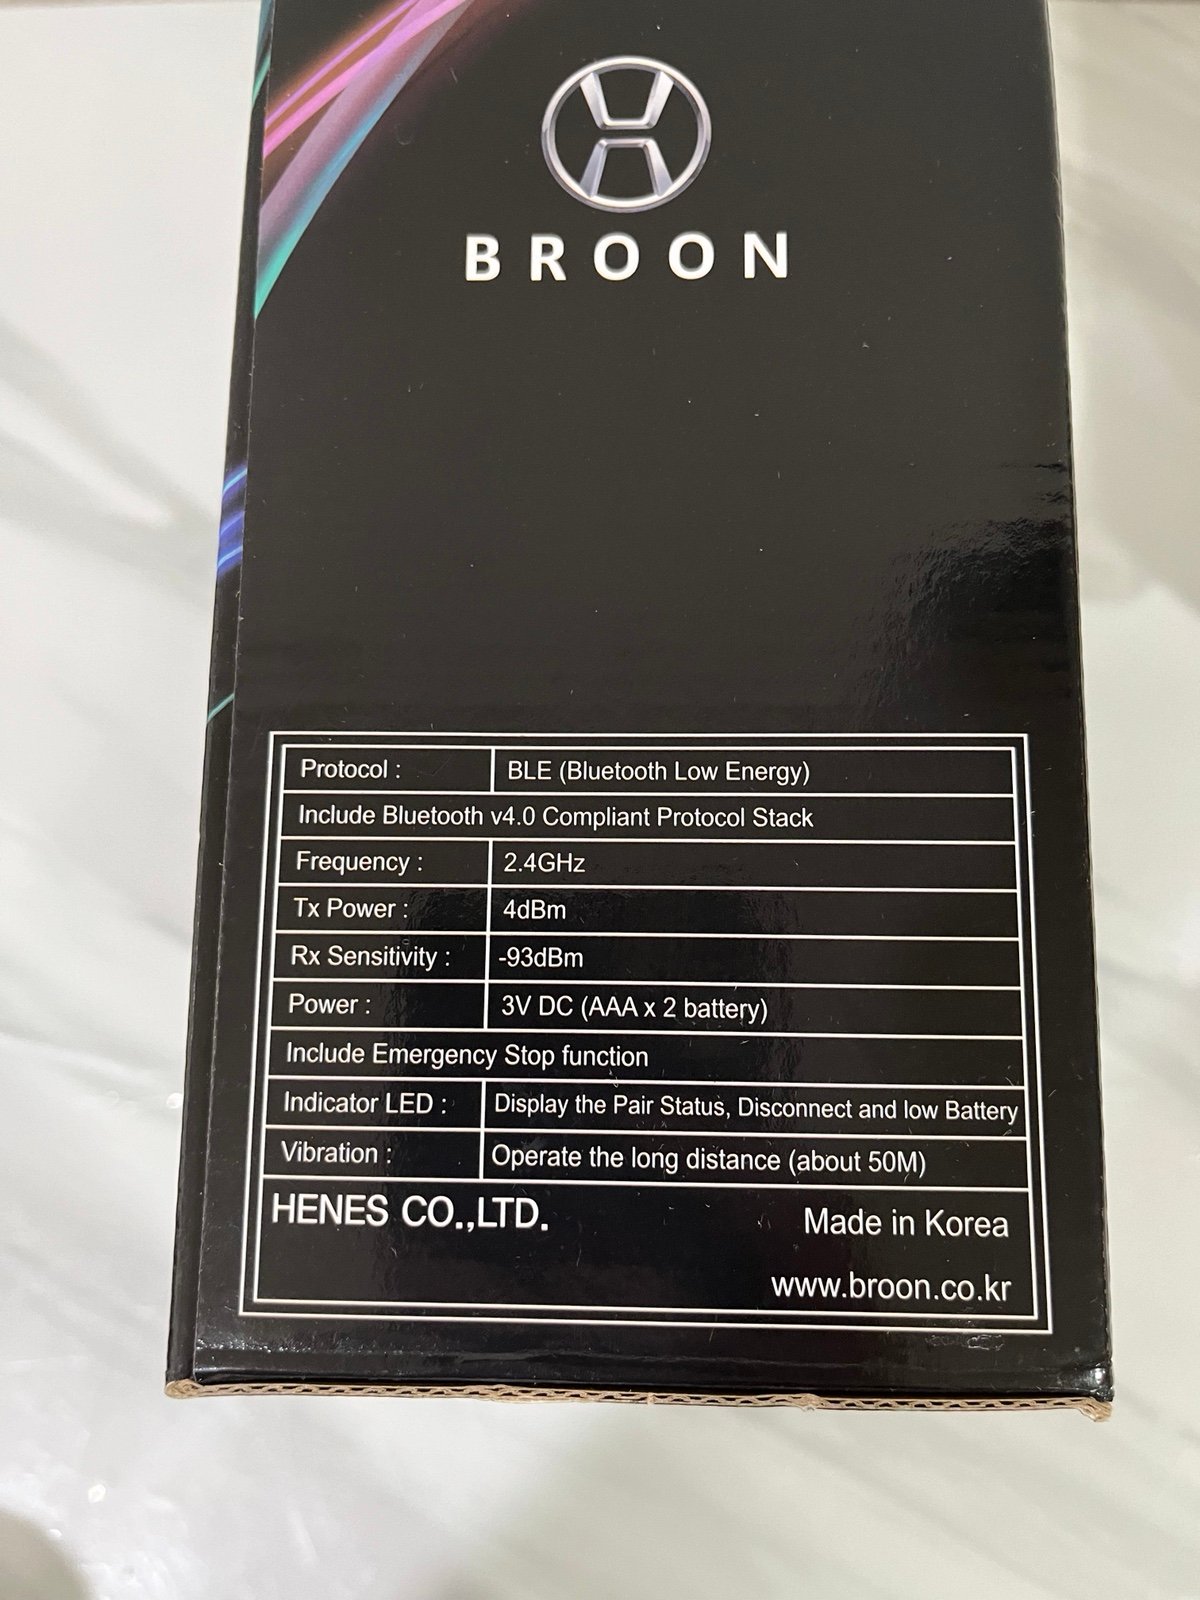 BROON
Protocol : BLE (Bluetooth Low Energy)
Include Bluetooth v4.0 Compliant Protocol Stack
Frequency : 2.4GHz
Tx Power : 4dBm
Rx Sensitivity : -93dBm
Power : 3V DC (AAA x 2 battery)
Include Emergency Stop function
Indicator LED : Display the Pair Status, Disconnect and low Battery
Vibration : Operate the long distance (about 50M)
HENES CO.,LTD. Made in Korea
www.broon.co.kr